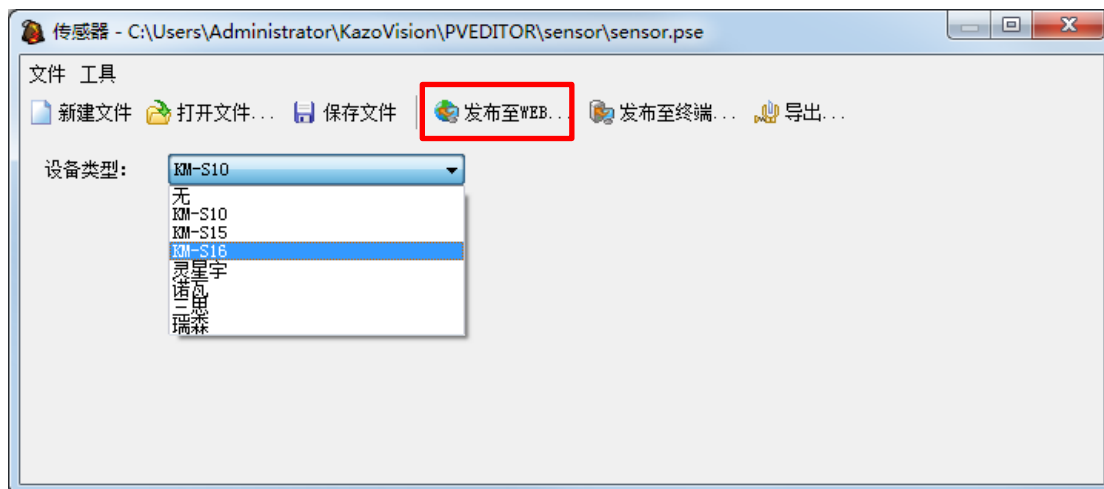 传感器 - C:\Users\Administrator\KazoVision\PVEDITOR\sensor\sensor.pse
文件 工具
新建文件 打开文件... 保存文件 发布至WEB... 发布至终端... 导出...
设备类型: KM-S10
无
KM-S10
KM-S15
KM-S16
灵星宇
诺瓦
三思
瑞森